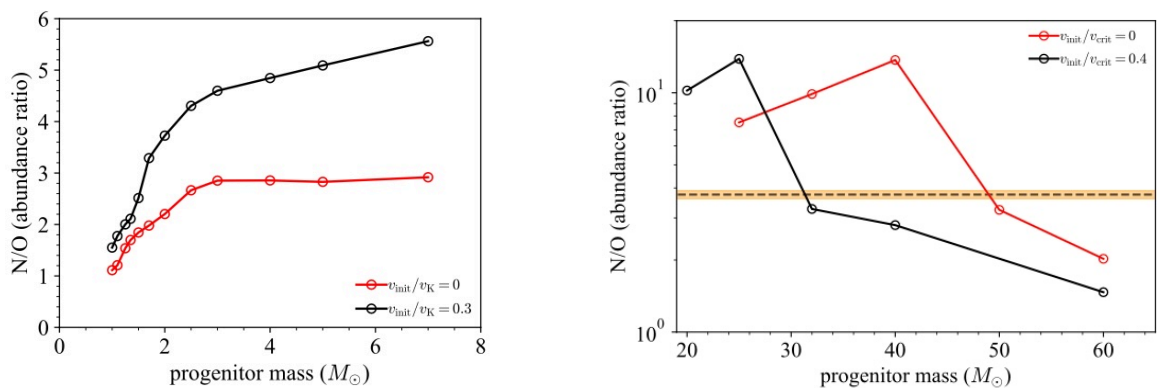 6
5
4
3
2
1
0
N/O (abundance ratio)
v_init/v_K = 0
v_init/v_K = 0.3
0 2 4 6 8
progenitor mass (M_⊙)
10^1
10^0
N/O (abundance ratio)
v_init/v_crit = 0
v_init/v_crit = 0.4
20 30 40 50 60
progenitor mass (M_⊙)